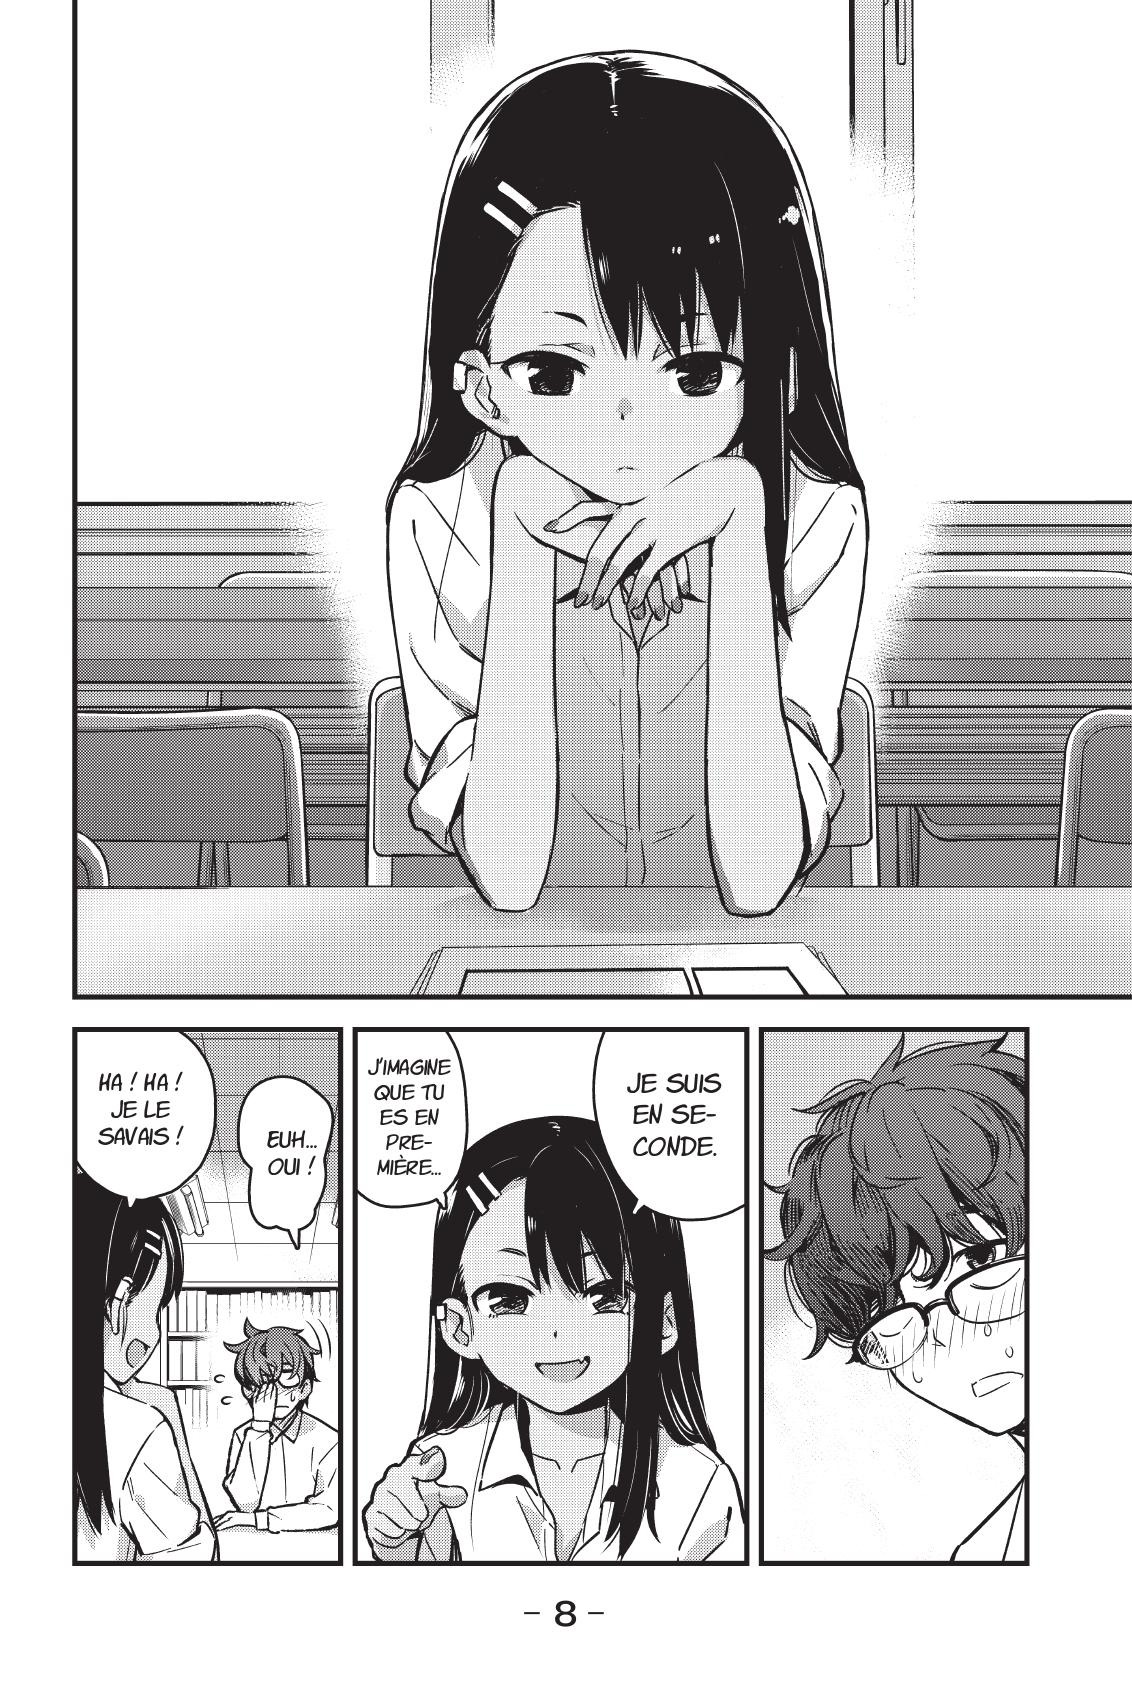 JE SUIS
EN SE-
CONDE.
J'IMAGINE
QUE TU
ES EN
PRE-
MIÈRE...
EUH...
OUI !
HA ! HA !
JE LE
SAVAIS !
- 8 -